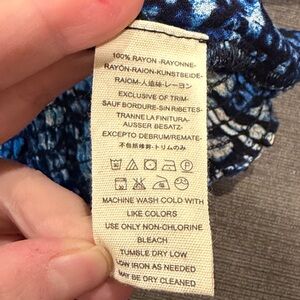 100% RAYON -RAYONNE-
RAYÓN-RAION-KUNSTSEIDE-
RAIOM-人造絲-レーヨン
EXCLUSIVE OF TRIM-
SAUF BORDURE-SIN RIBETES-
TRANNE LA FINITURA-
AUSSER BESATZ-
EXCEPTO DEBRUM/REMATE-
不包括修飾-トリムのみ
MACHINE WASH COLD WITH
LIKE COLORS
USE ONLY NON-CHLORINE
BLEACH
TUMBLE DRY LOW
LOW IRON AS NEEDED
MAY BE DRY CLEANED